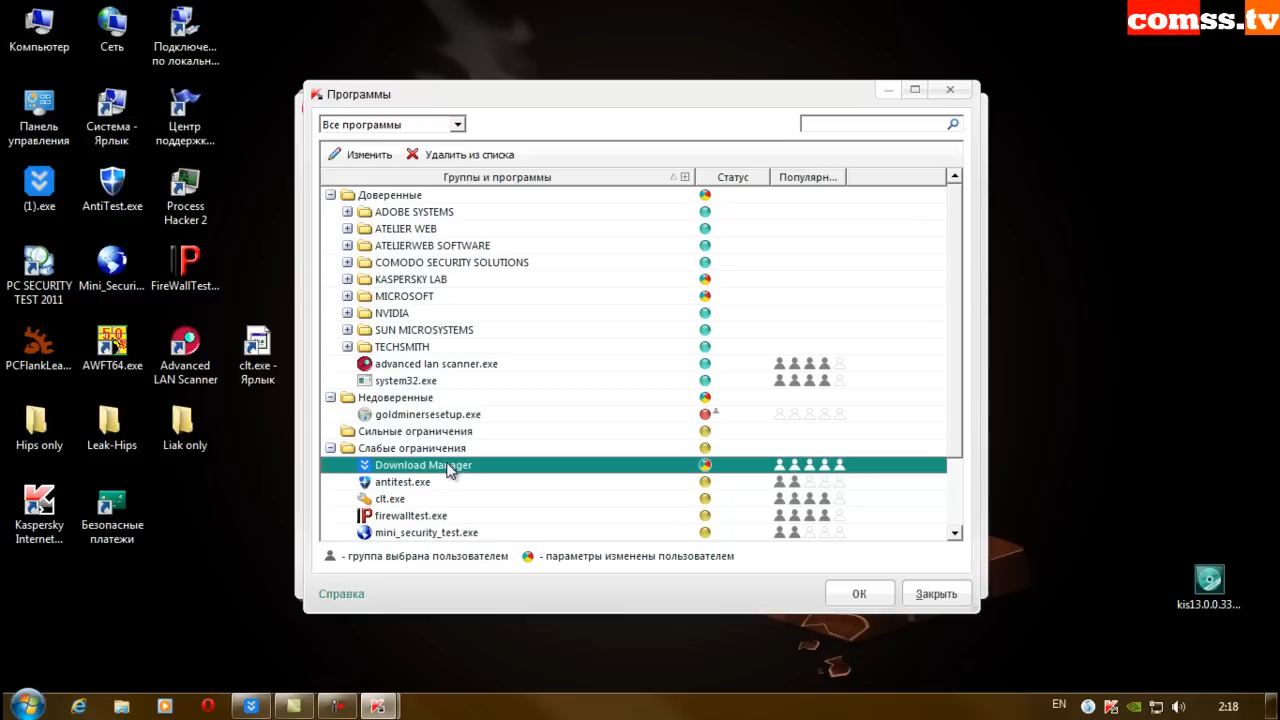 comss.tv
Компьютер
Сеть
Подключе...
по локальн...
Панель
управления
Система -
Ярлык
Центр
поддержк...
(1).exe
AntiTest.exe
Process
Hacker 2
PC SECURITY
TEST 2011
Mini_Securi...
FireWallTest...
PCFlankLea...
AWFT64.exe
Advanced
LAN Scanner
clt.exe -
Ярлык
Hips only
Leak-Hips
Liak only
Kaspersky
Internet...
Безопасные
платежи
kis13.0.0.33...
Программы
Все программы
Изменить
Удалить из списка
Группы и программы
Статус
Популярн...
Доверенные
ADOBE SYSTEMS
ATELIER WEB
ATELIERWEB SOFTWARE
COMODO SECURITY SOLUTIONS
KASPERSKY LAB
MICROSOFT
NVIDIA
SUN MICROSYSTEMS
TECHSMITH
advanced lan scanner.exe
system32.exe
Недоверенные
goldminersesetup.exe
Сильные ограничения
Слабые ограничения
Download Manager
antitest.exe
clt.exe
firewalltest.exe
mini_security_test.exe
- группа выбрана пользователем
- параметры изменены пользователем
Справка
ОК
Закрыть
EN
2:18